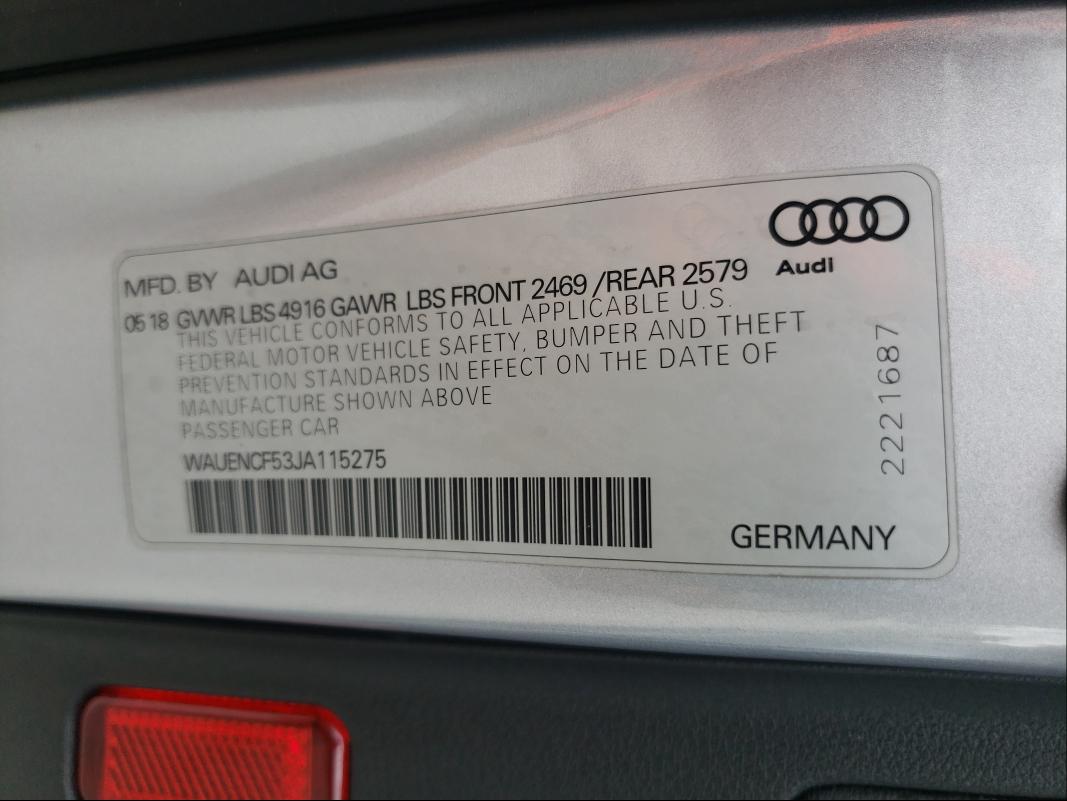 Audi
MFD. BY AUDI AG
05 18 GVWR LBS 4916 GAWR LBS FRONT 2469 /REAR 2579
THIS VEHICLE CONFORMS TO ALL APPLICABLE U.S.
FEDERAL MOTOR VEHICLE SAFETY, BUMPER AND THEFT
PREVENTION STANDARDS IN EFFECT ON THE DATE OF
MANUFACTURE SHOWN ABOVE
PASSENGER CAR
WAUENCF53JA115275
2221687
GERMANY